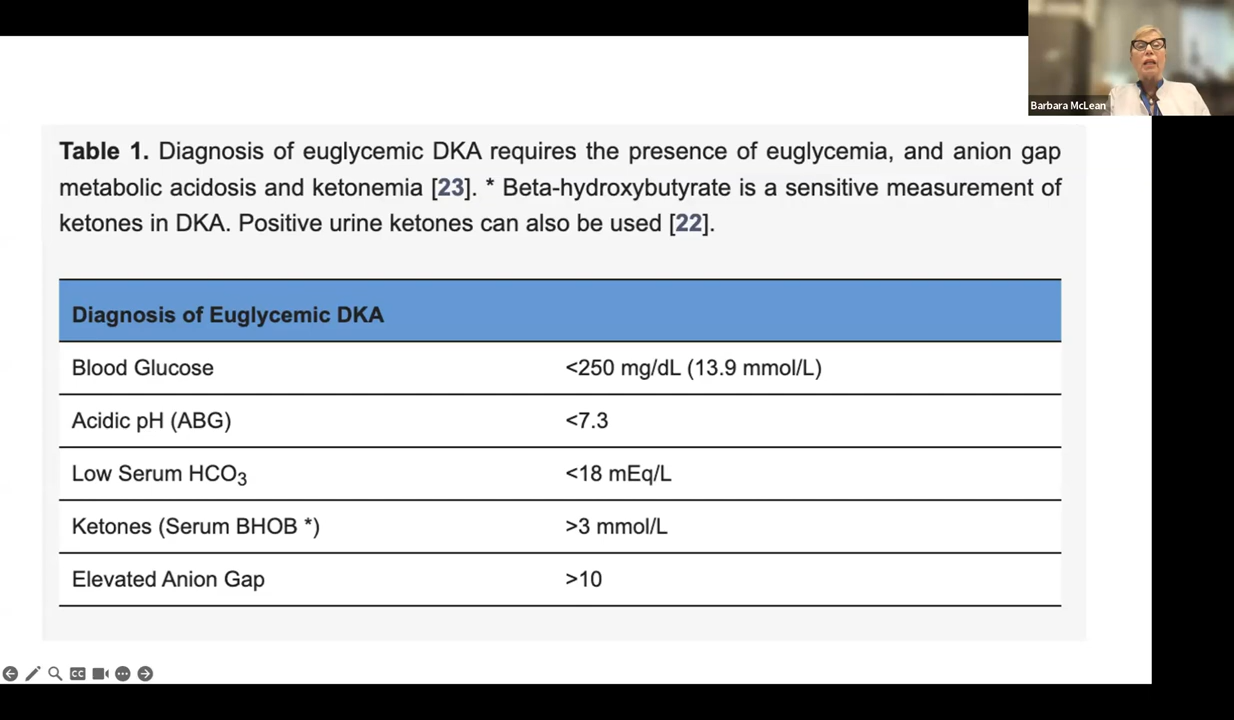 Barbara McLean
Table 1. Diagnosis of euglycemic DKA requires the presence of euglycemia, and anion gap
metabolic acidosis and ketonemia [23]. * Beta-hydroxybutyrate is a sensitive measurement of
ketones in DKA. Positive urine ketones can also be used [22].
Diagnosis of Euglycemic DKA
Blood Glucose <250 mg/dL (13.9 mmol/L)
Acidic pH (ABG) <7.3
Low Serum HCO3 <18 mEq/L
Ketones (Serum BHOB *) >3 mmol/L
Elevated Anion Gap >10
CC